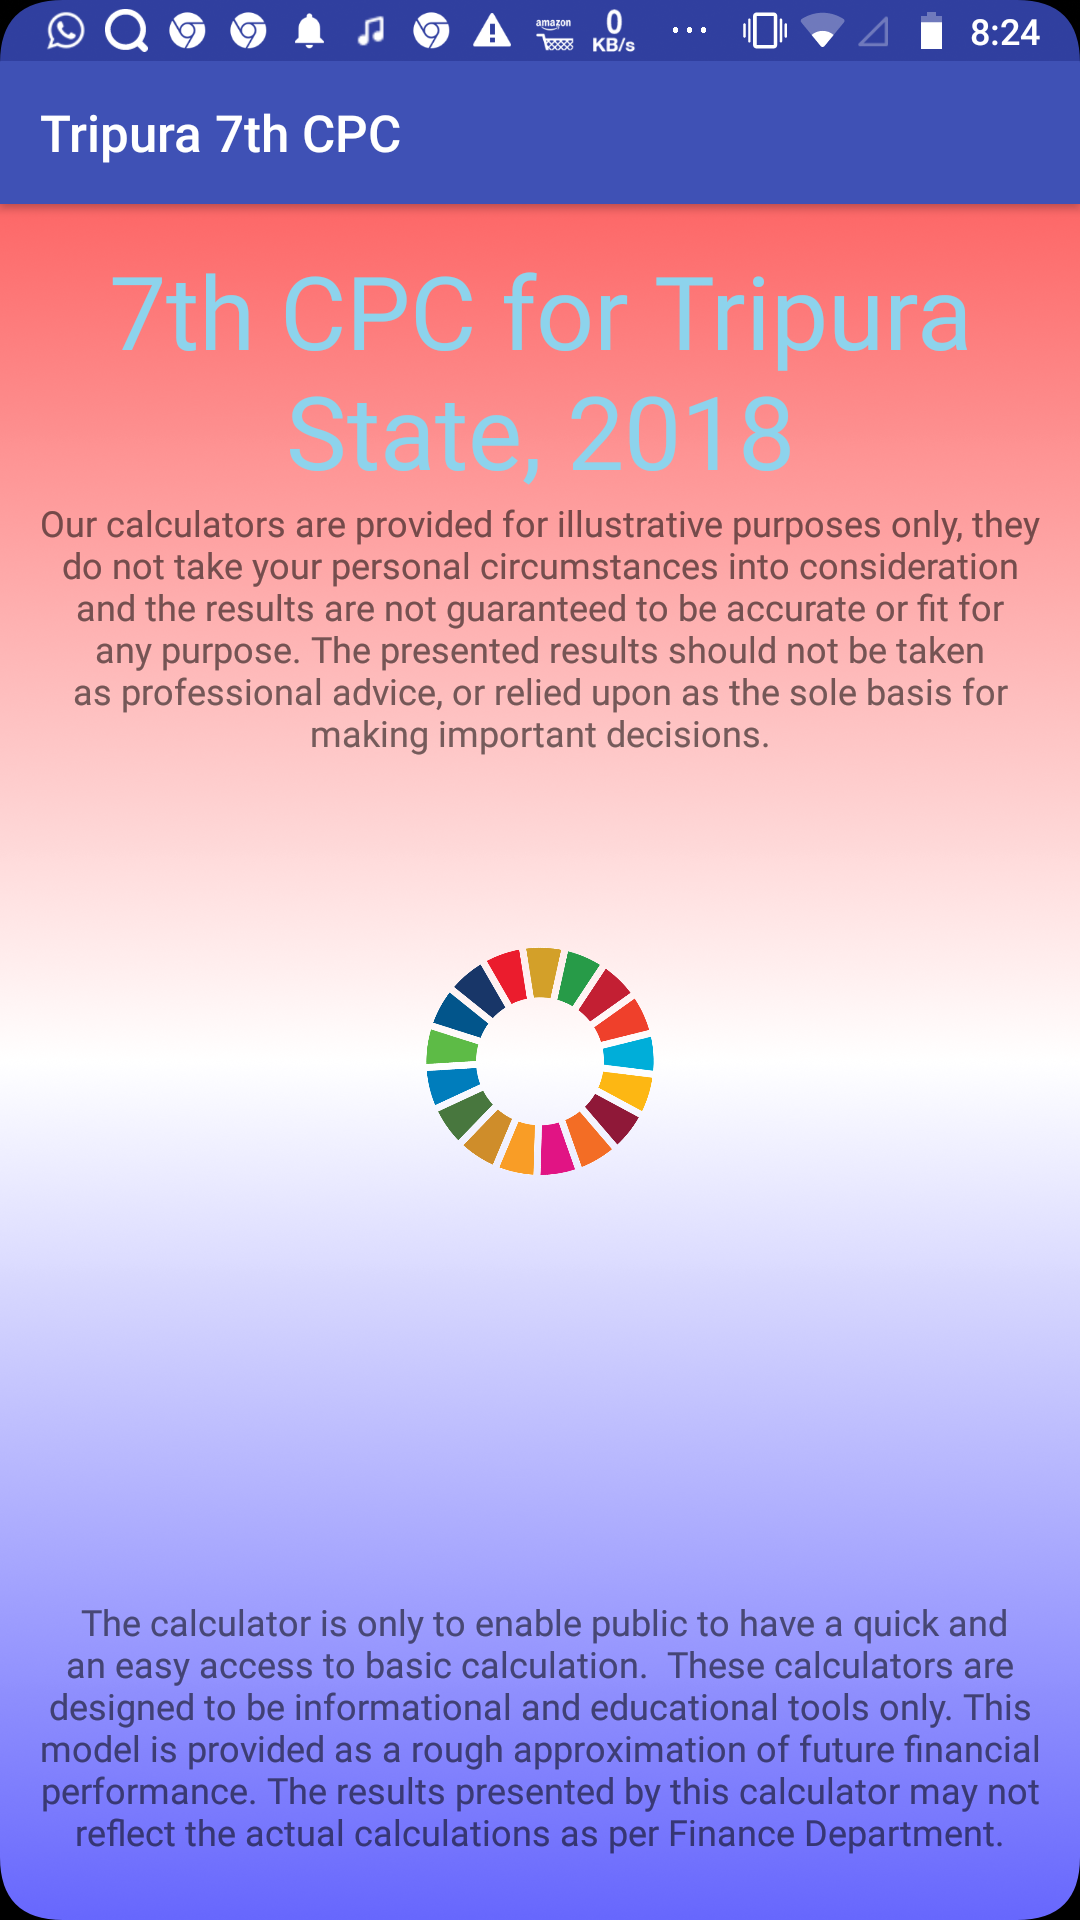 amazon
0
KB/s
8:24
Tripura 7th CPC
7th CPC for Tripura
State, 2018
Our calculators are provided for illustrative purposes only, they
do not take your personal circumstances into consideration
and the results are not guaranteed to be accurate or fit for
any purpose. The presented results should not be taken
as professional advice, or relied upon as the sole basis for
making important decisions.
The calculator is only to enable public to have a quick and
an easy access to basic calculation.  These calculators are
designed to be informational and educational tools only. This
model is provided as a rough approximation of future financial
performance. The results presented by this calculator may not
reflect the actual calculations as per Finance Department.